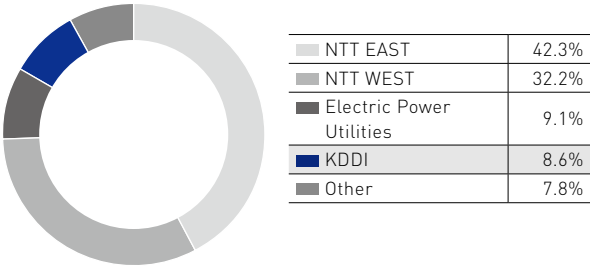 NTT EAST 42.3%
NTT WEST 32.2%
Electric Power
Utilities 9.1%
KDDI 8.6%
Other 7.8%